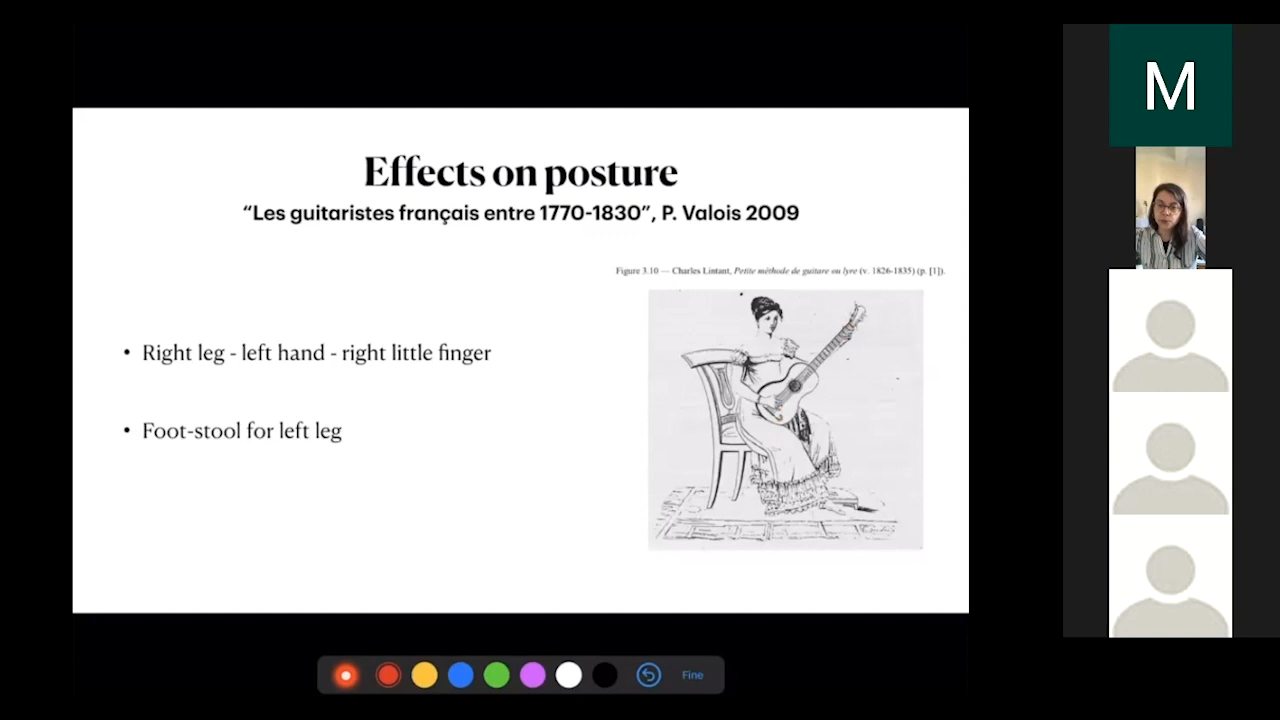 Effects on posture
“Les guitaristes français entre 1770-1830”, P. Valois 2009
Figure 3.10 — Charles Lintant, Petite méthode de guitare ou lyre (v. 1826-1835) (p. [1]).
• Right leg - left hand - right little finger
• Foot-stool for left leg
Fine
M